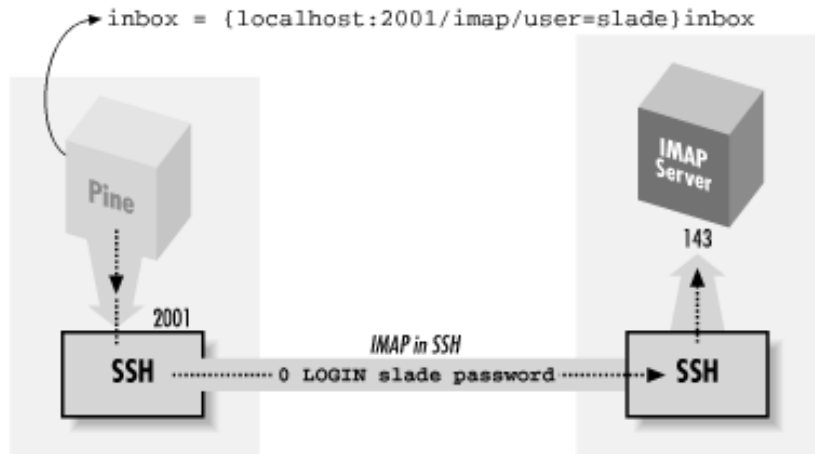 inbox = {localhost:2001/imap/user=slade}inbox
Pine
IMAP
Server
143
2001
IMAP in SSH
SSH
0 LOGIN slade password
SSH